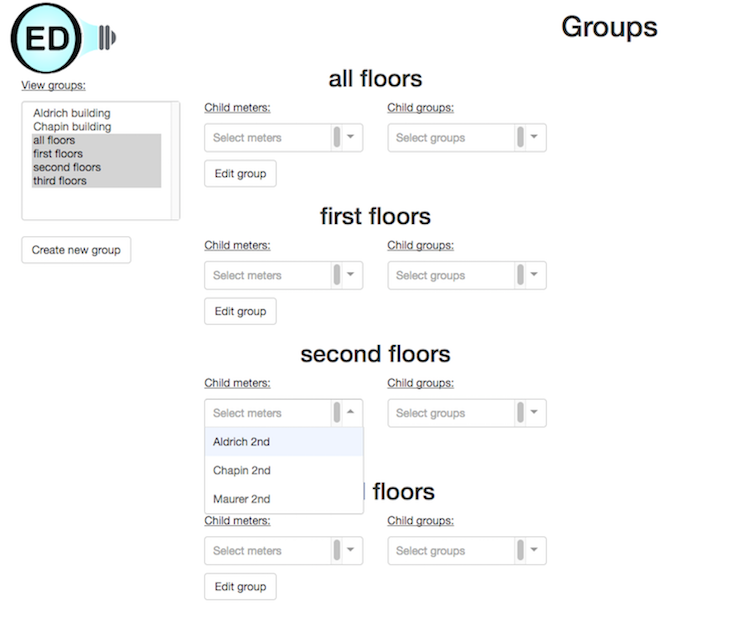 ED
Groups
View groups:
Aldrich building
Chapin building
all floors
first floors
second floors
third floors
Create new group
all floors
Child meters:
Child groups:
Select meters
Select groups
Edit group
first floors
Child meters:
Child groups:
Select meters
Select groups
Edit group
second floors
Child meters:
Child groups:
Select meters
Select groups
Aldrich 2nd
Chapin 2nd
Maurer 2nd
floors
Child meters:
Child groups:
Select meters
Select groups
Edit group